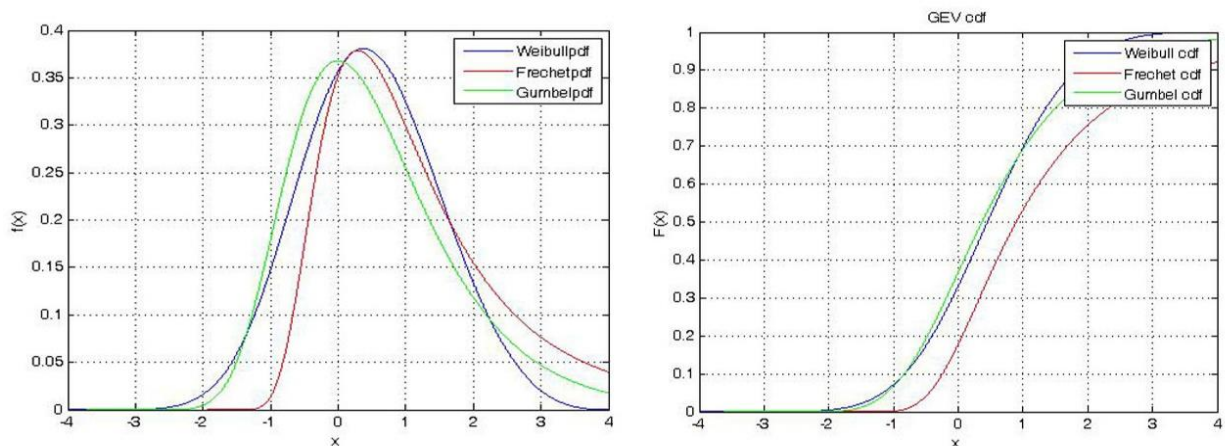 0.4
0.35
0.3
0.25
0.2
0.15
0.1
0.05
0
f(x)
-4 -3 -2 -1 0 1 2 3 4
x
Weibullpdf
Frechetpdf
Gumbelpdf
GEV cdf
1
0.9
0.8
0.7
0.6
0.5
0.4
0.3
0.2
0.1
0
F(x)
-4 -3 -2 -1 0 1 2 3 4
x
Weibull cdf
Frechet cdf
Gumbel cdf